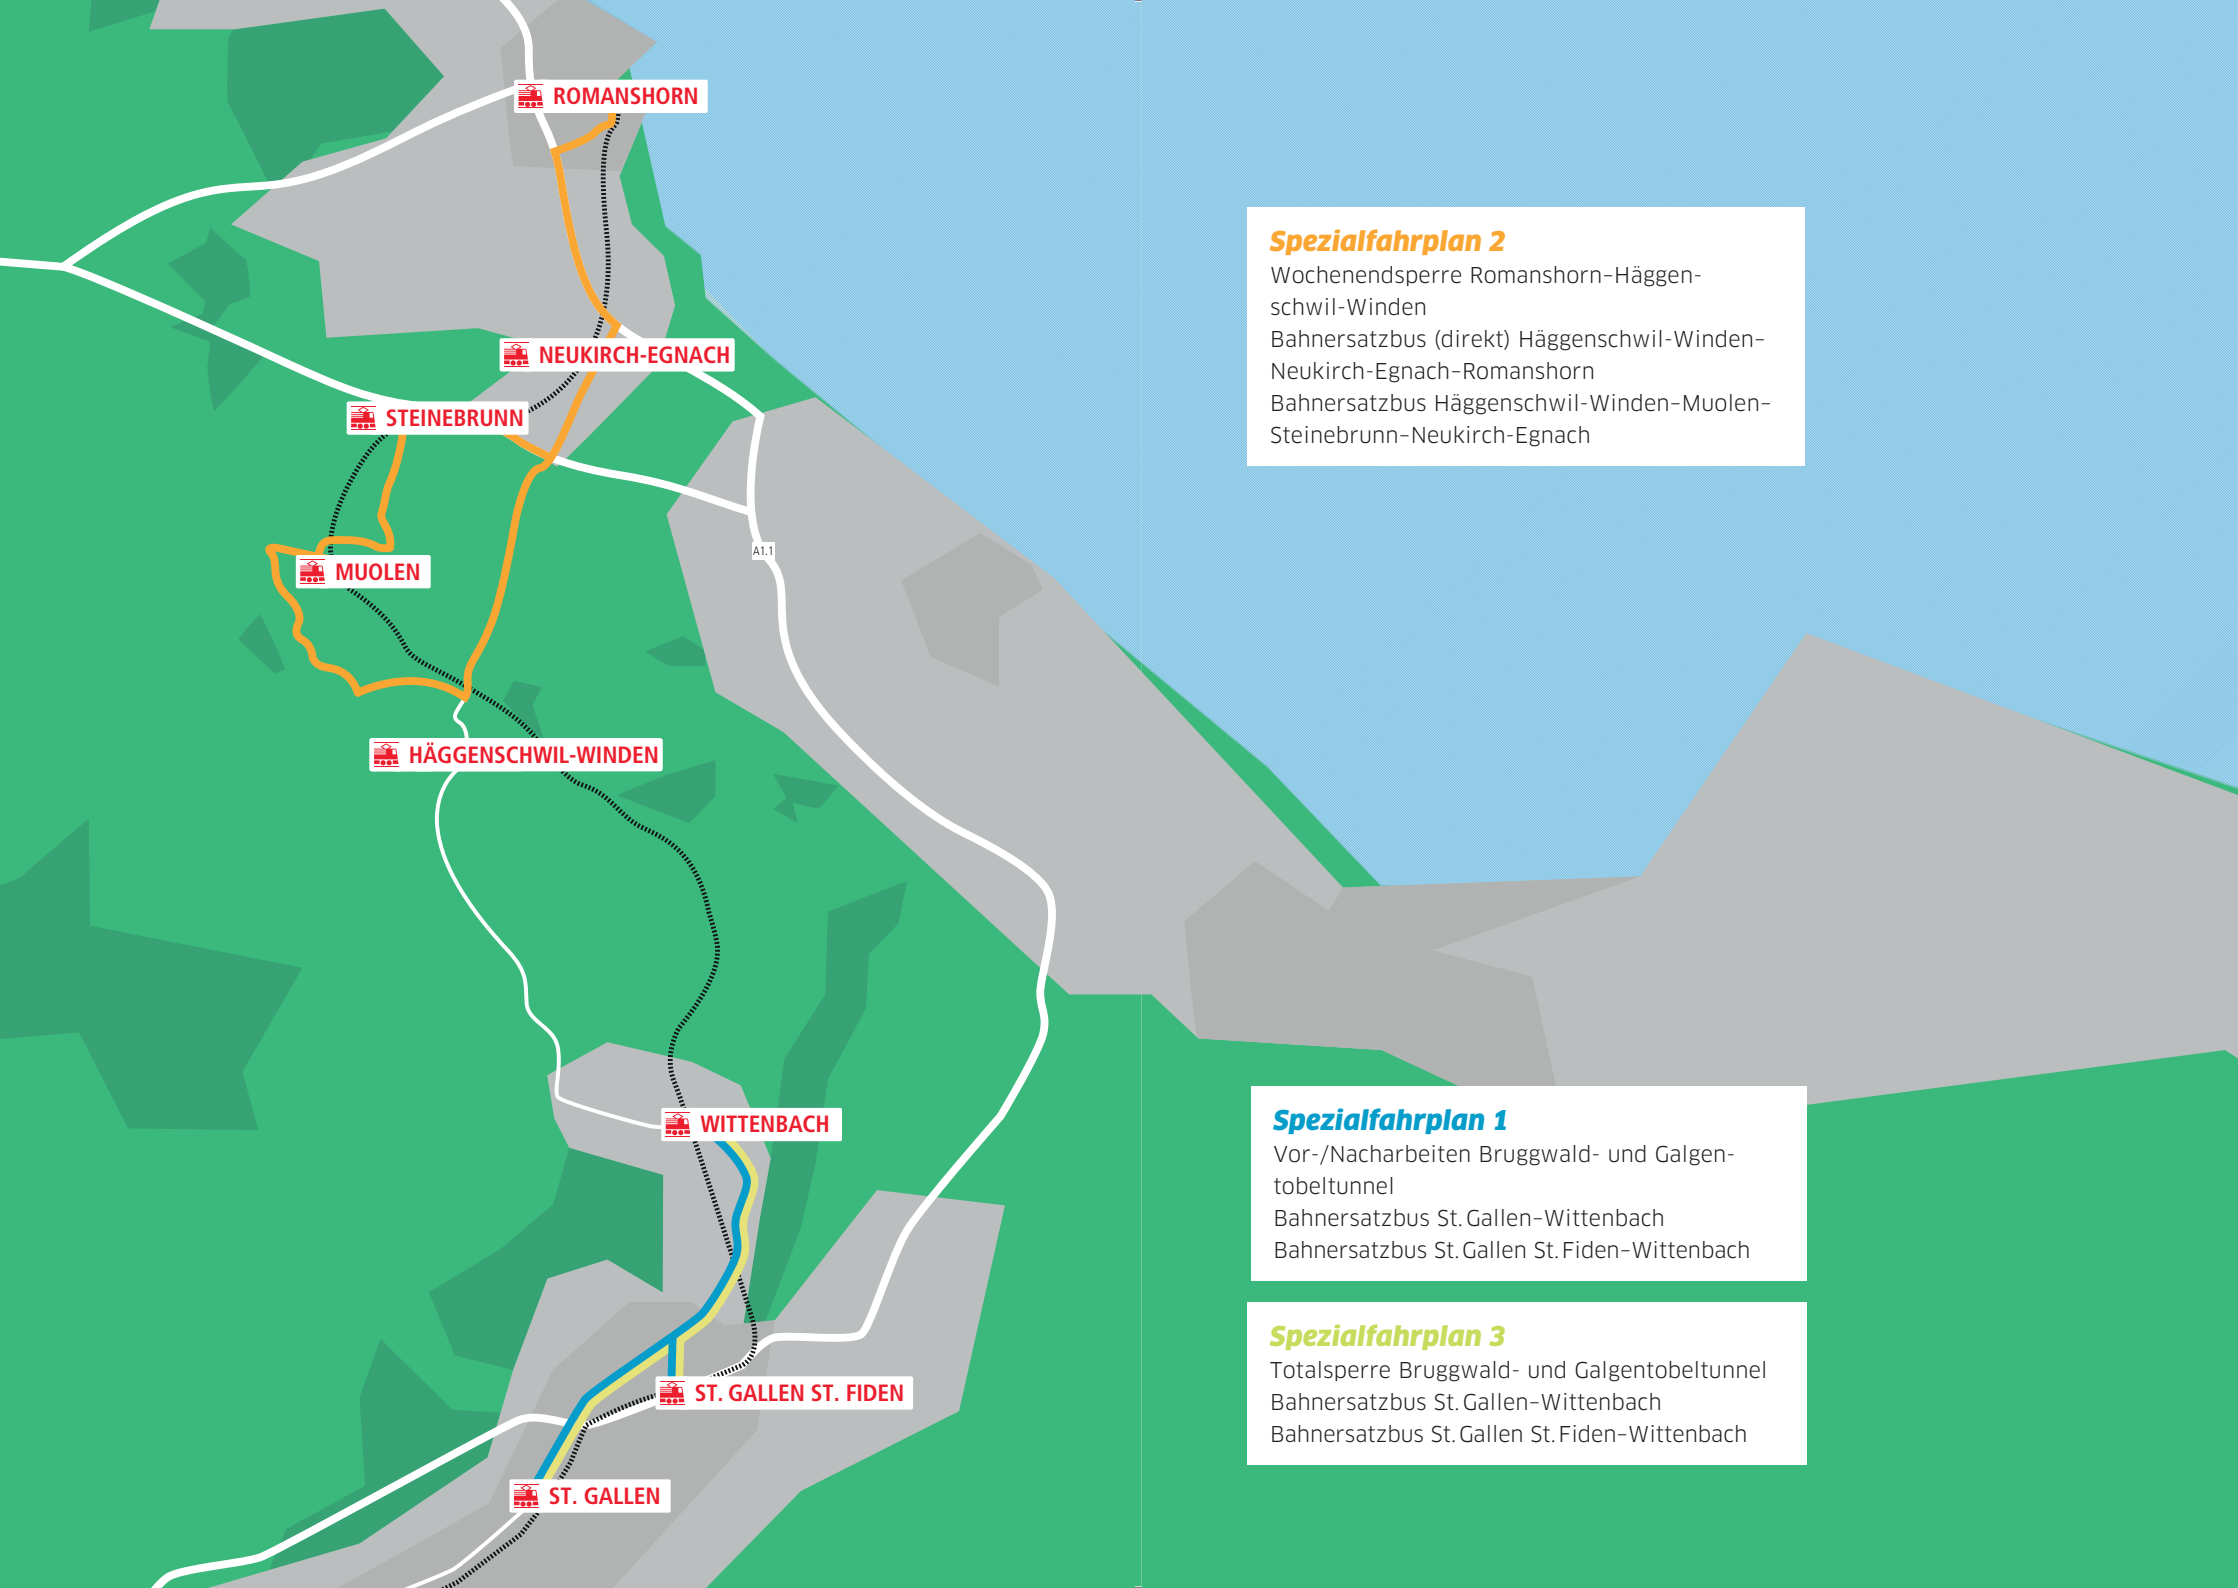 ROMANSHORN
NEUKIRCH-EGNACH
STEINEBRUNN
A1.1
MUOLEN
HÄGGENSCHWIL-WINDEN
WITTENBACH
ST. GALLEN ST. FIDEN
ST. GALLEN
Spezialfahrplan 2
Wochenendsperre Romanshorn–Häggen-
schwil-Winden
Bahnersatzbus (direkt) Häggenschwil-Winden–
Neukirch-Egnach–Romanshorn
Bahnersatzbus Häggenschwil-Winden–Muolen–
Steinebrunn–Neukirch-Egnach
Spezialfahrplan 1
Vor-/Nacharbeiten Bruggwald- und Galgen-
tobeltunnel
Bahnersatzbus St. Gallen–Wittenbach
Bahnersatzbus St. Gallen St. Fiden–Wittenbach
Spezialfahrplan 3
Totalsperre Bruggwald- und Galgentobeltunnel
Bahnersatzbus St. Gallen–Wittenbach
Bahnersatzbus St. Gallen St. Fiden–Wittenbach